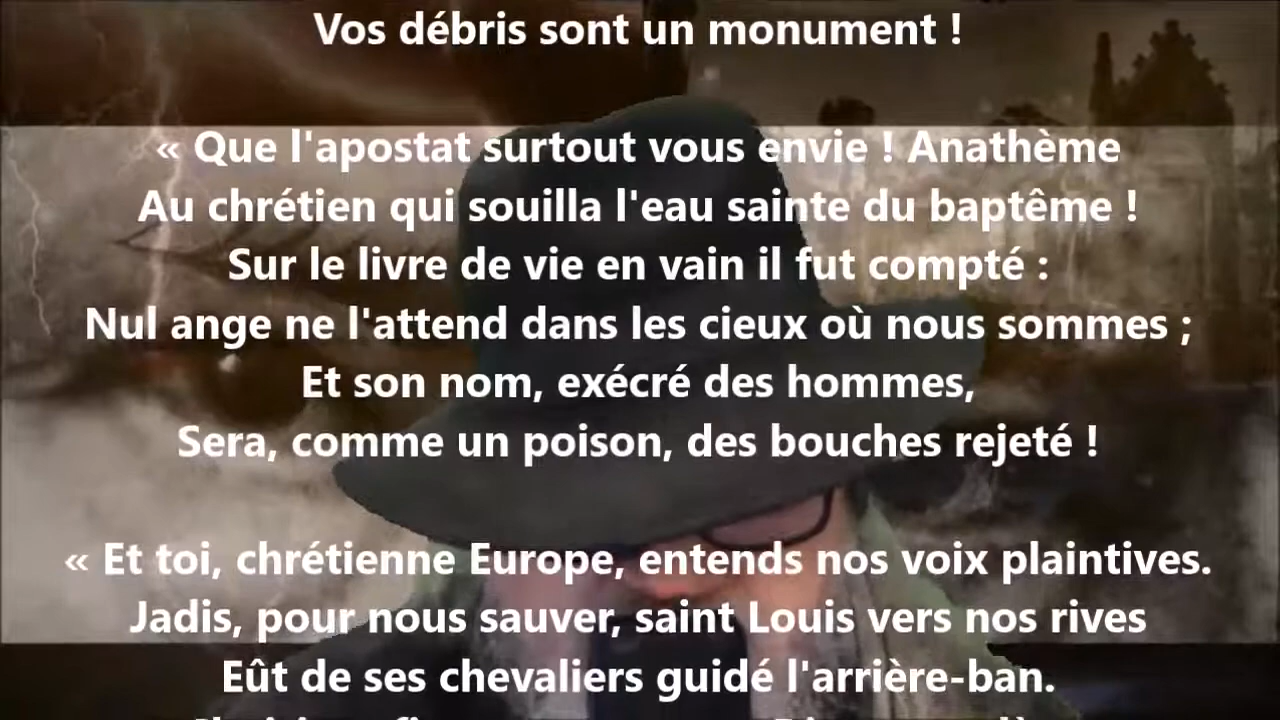 Vos débris sont un monument !
« Que l'apostat surtout vous envie ! Anathème
Au chrétien qui souilla l'eau sainte du baptême !
Sur le livre de vie en vain il fut compté :
Nul ange ne l'attend dans les cieux où nous sommes ;
Et son nom, exécré des hommes,
Sera, comme un poison, des bouches rejeté !
« Et toi, chrétienne Europe, entends nos voix plaintives.
Jadis, pour nous sauver, saint Louis vers nos rives
Eût de ses chevaliers guidé l'arrière-ban.